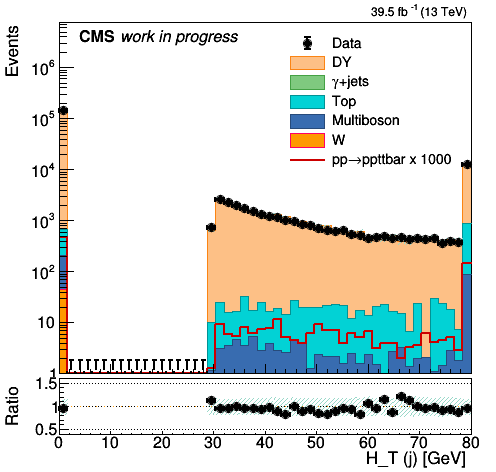 39.5 fb⁻¹ (13 TeV)
Events
CMS work in progress
Data
DY
γ+jets
Top
Multiboson
W
pp→ppttbar x 1000
10⁶
10⁵
10⁴
10³
10²
10
1
Ratio
1.5
1
0.5
0 10 20 30 40 50 60 70 80
H_T (j) [GeV]